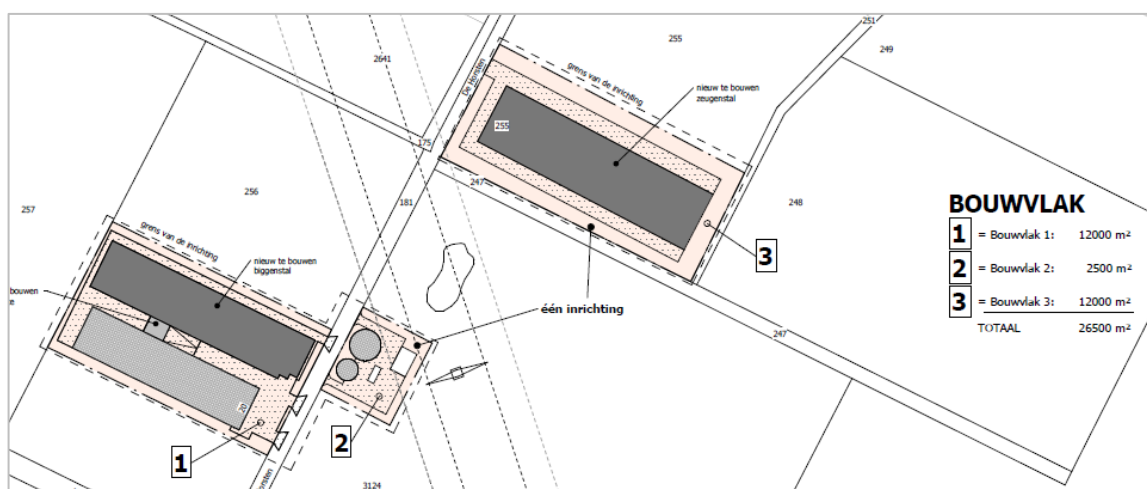 251
255
249
2641
grens van de inrichting
nieuw te bouwen
zeugenstal
De Horsten
255
175
247
256
181
248
257
grens van de inrichting
nieuw te bouwen
biggenstal
bouwen
e
één inrichting
247
3
20
1
2
3124
BOUWVLAK
1 = Bouwvlak 1: 12000 m²
2 = Bouwvlak 2: 2500 m²
3 = Bouwvlak 3: 12000 m²
TOTAAL 26500 m²